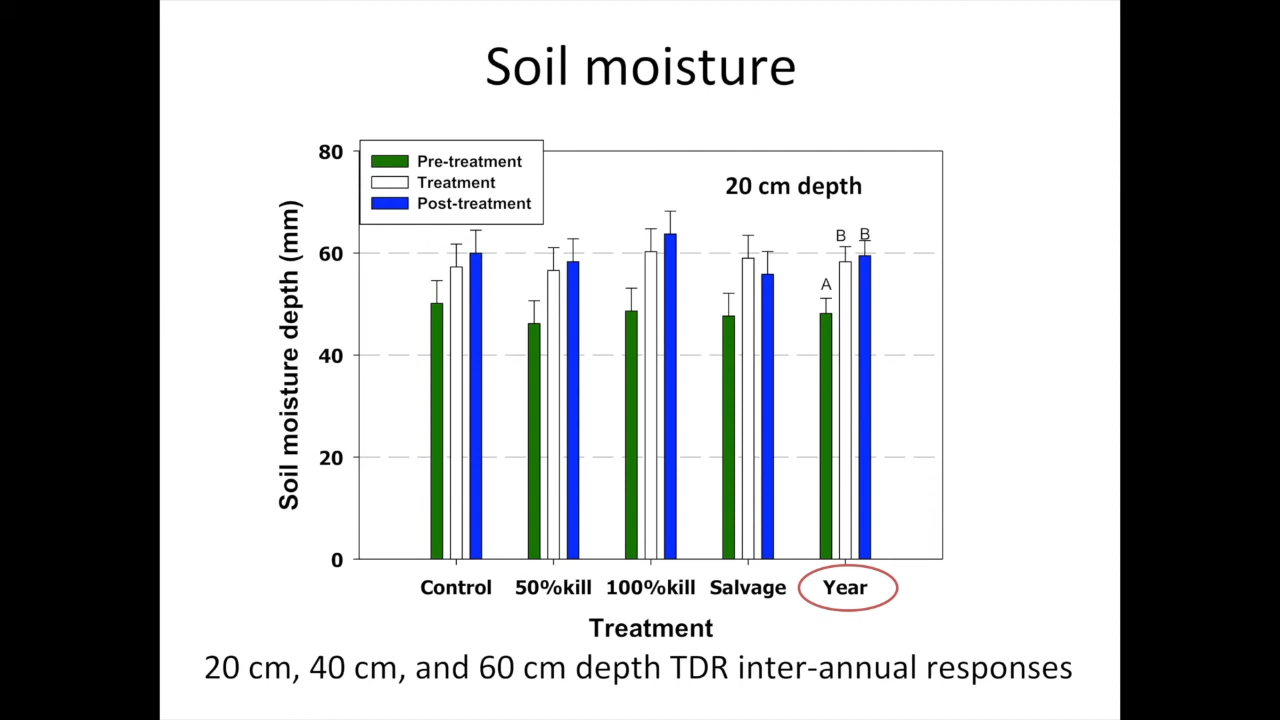 Soil moisture
80
60
40
20
0
Soil moisture depth (mm)
Pre-treatment
Treatment
Post-treatment
20 cm depth
A
B
B
Control 50%kill 100%kill Salvage Year
Treatment
20 cm, 40 cm, and 60 cm depth TDR inter-annual responses